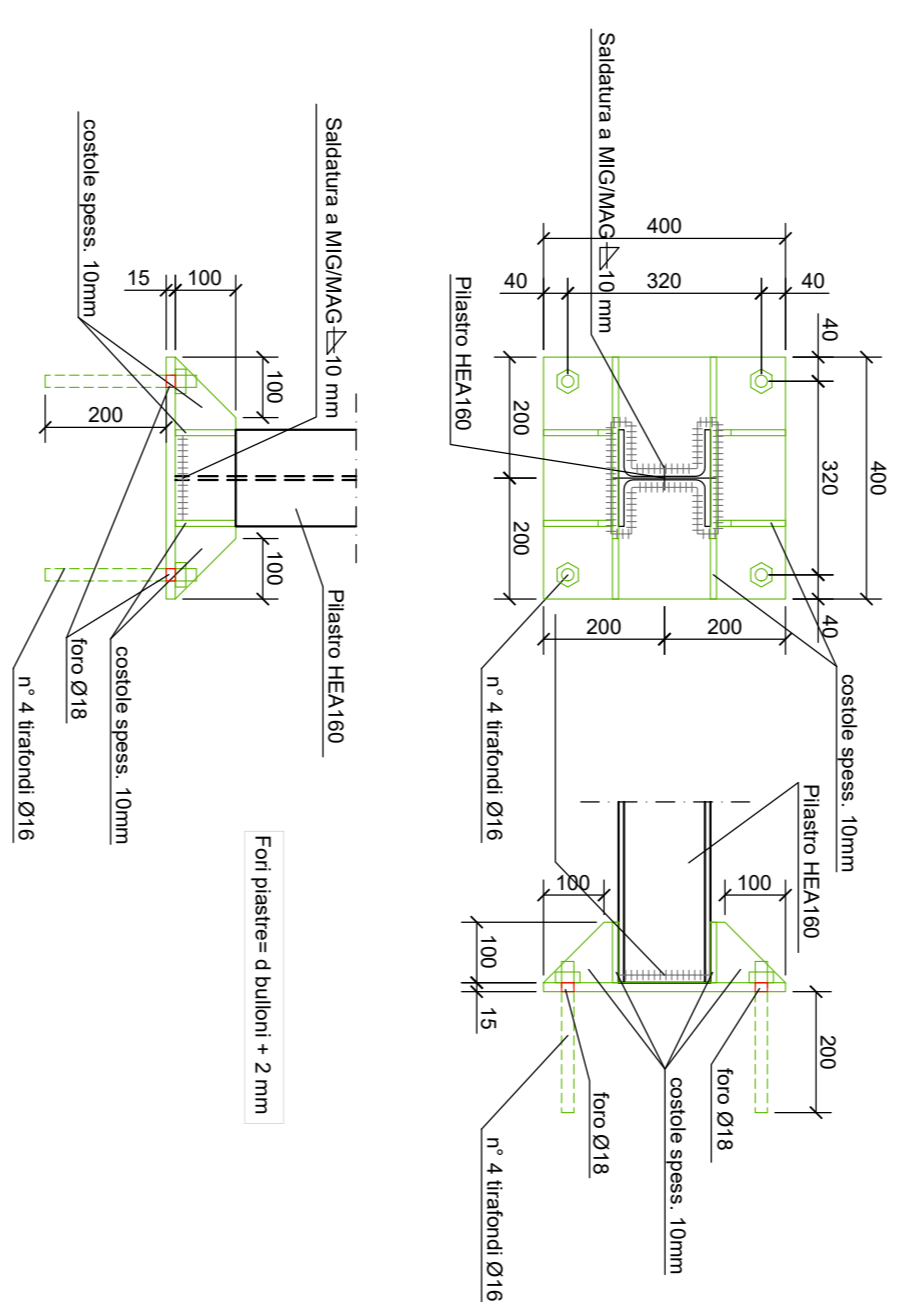 Saldatura a MIG/MAG 10 mm
Pilastro HEA160
400
40
320
40
40
320
40
400
200
200
200
200
costole spess. 10mm
n° 4 tirafondi Ø16
Pilastro HEA160
100
100
100
15
200
foro Ø18
foro Ø18
costole spess. 10mm
n° 4 tirafondi Ø16
Saldatura a MIG/MAG 10 mm
costole spess. 10mm
15
100
100
200
100
Pilastro HEA160
costole spess. 10mm
foro Ø18
n° 4 tirafondi Ø16
Fori piastre= d bulloni + 2 mm